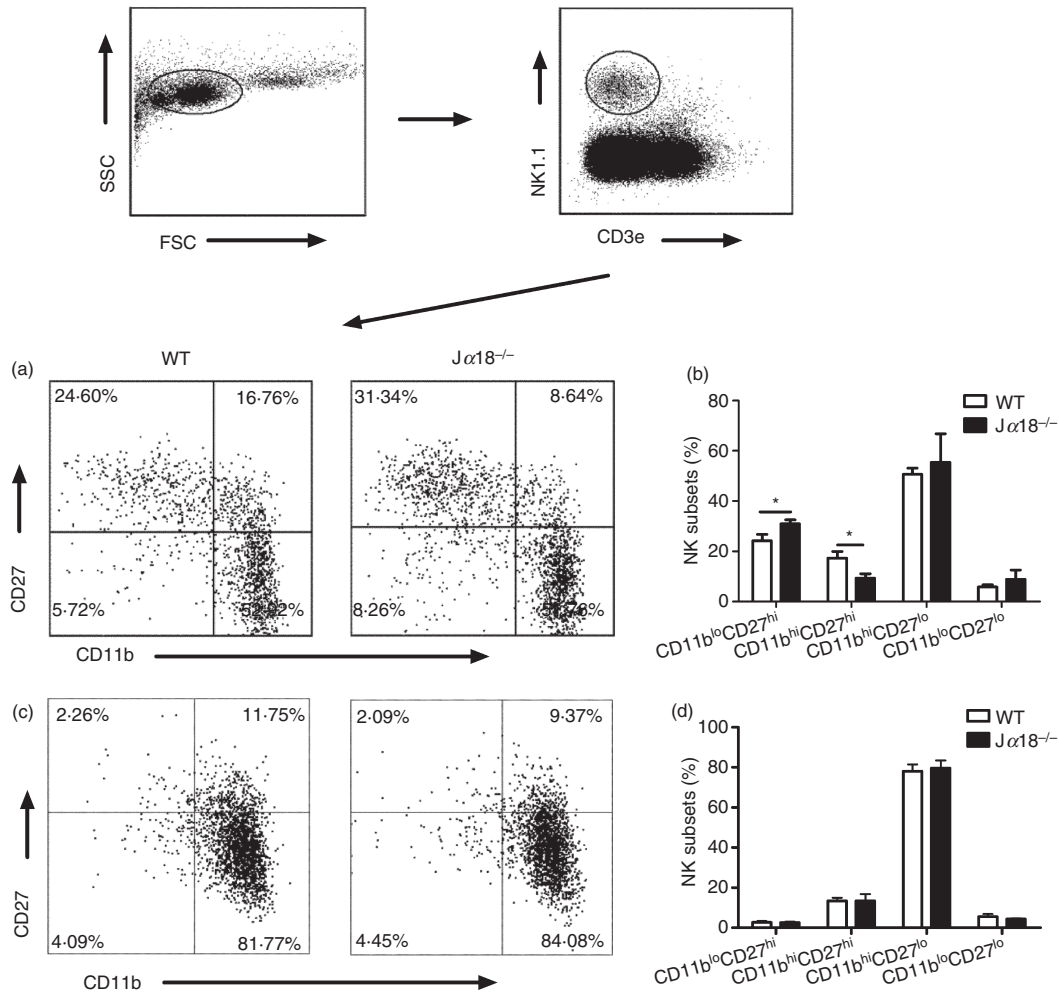 SSC
FSC
NK1.1
CD3e
(a)
WT
Jα18–/–
24·60%
16·76%
5·72%
31·34%
8·64%
8·26%
CD27
CD11b
(b)
WT
Jα18–/–
NK subsets (%)
80
60
40
20
0
*
*
CD11bloCD27hi
CD11bhiCD27hi
CD11bhiCD27lo
CD11bloCD27lo
(c)
2·26%
11·75%
4·09%
81·77%
2·09%
9·37%
4·45%
84·08%
CD27
CD11b
(d)
WT
Jα18–/–
NK subsets (%)
100
80
60
40
20
0
CD11bloCD27hi
CD11bhiCD27hi
CD11bhiCD27lo
CD11bloCD27lo